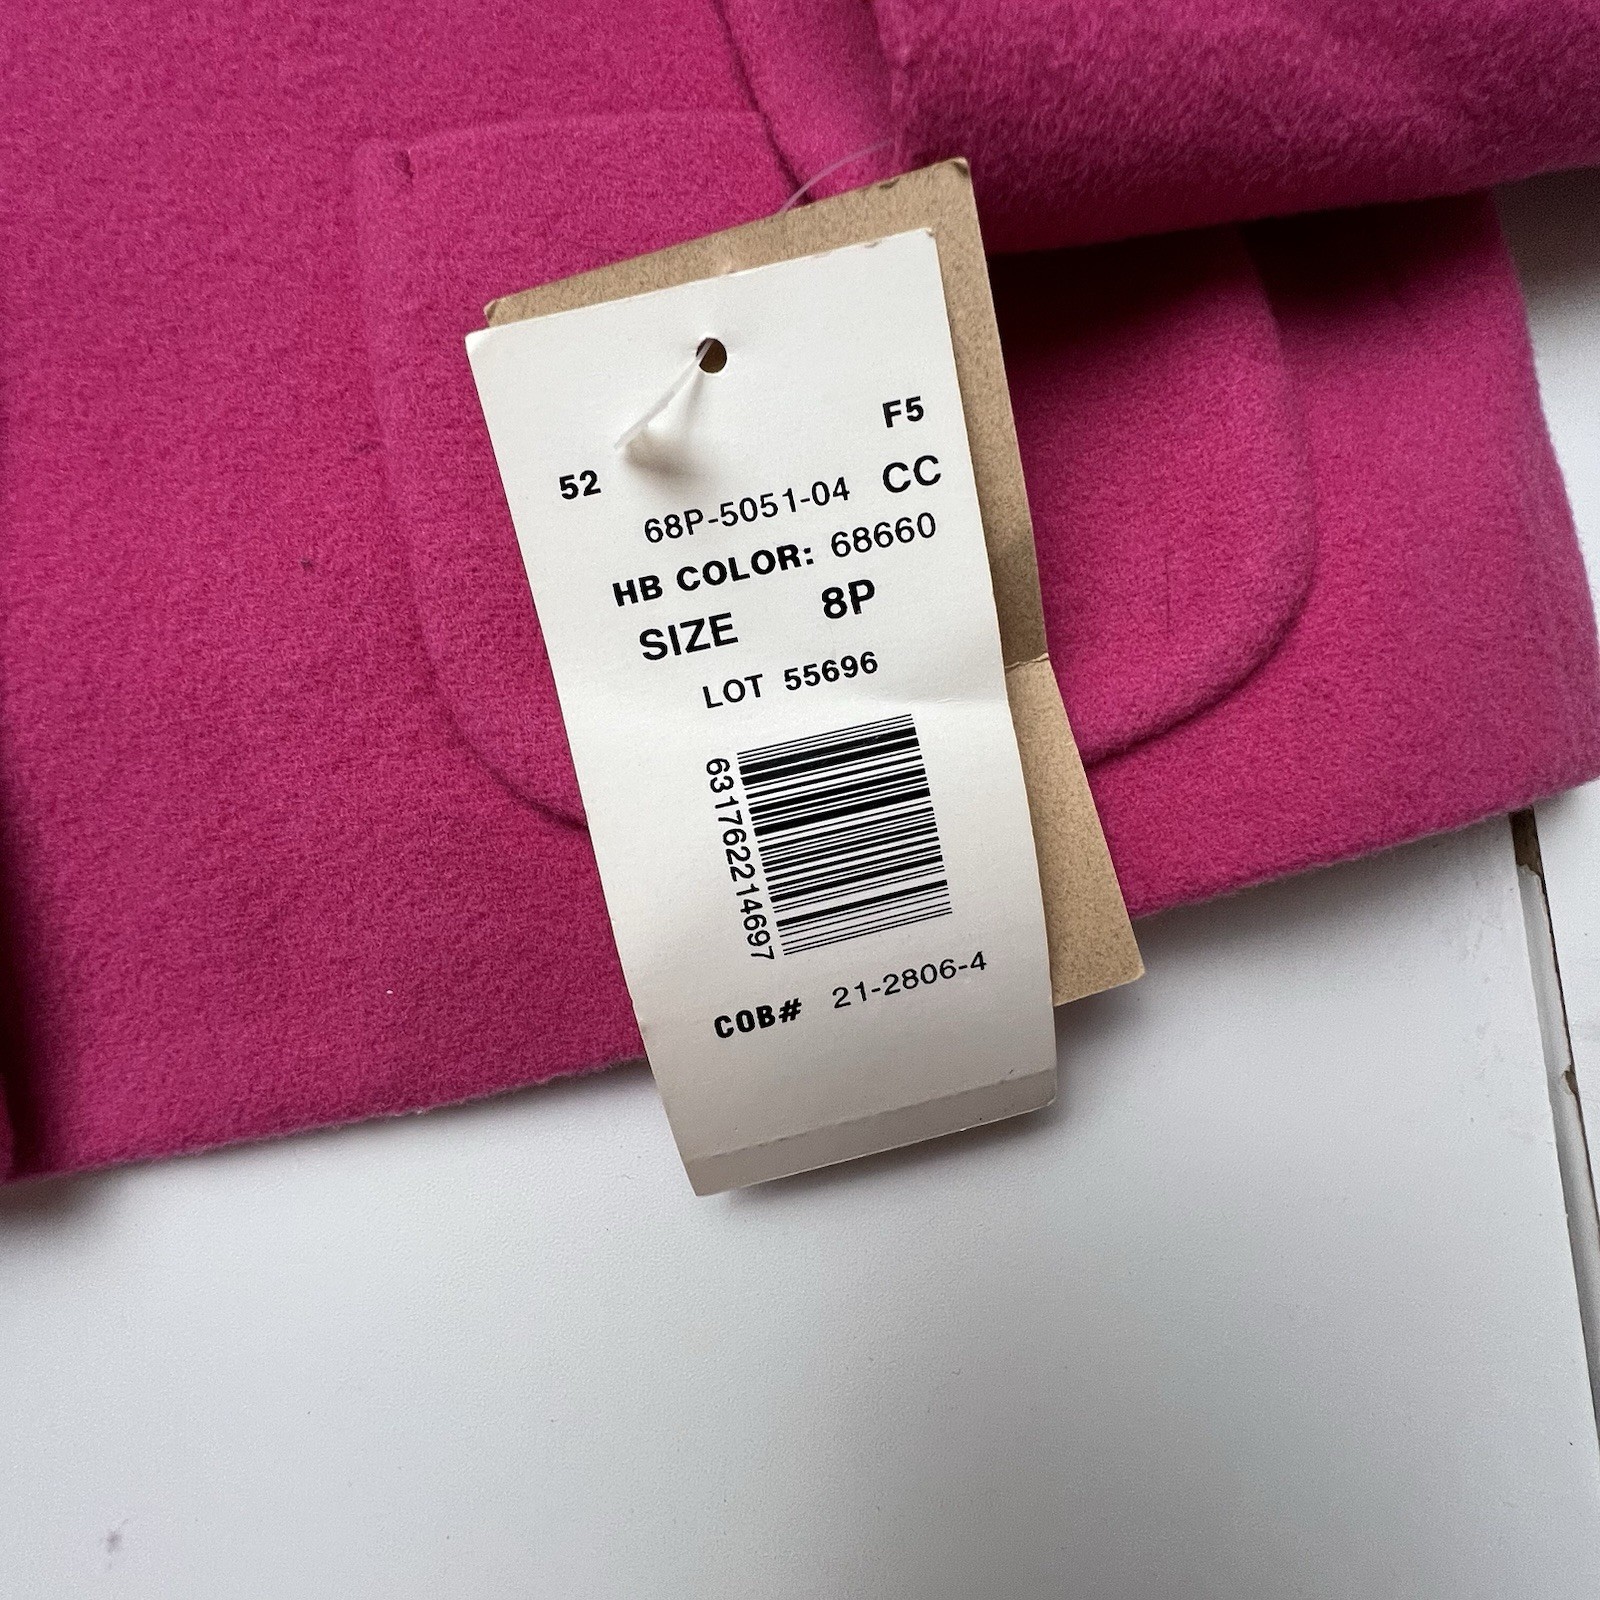 F5
52
68P-5051-04 CC
HB COLOR: 68660
SIZE 8P
LOT 55696
631762214697
COB# 21-2806-4